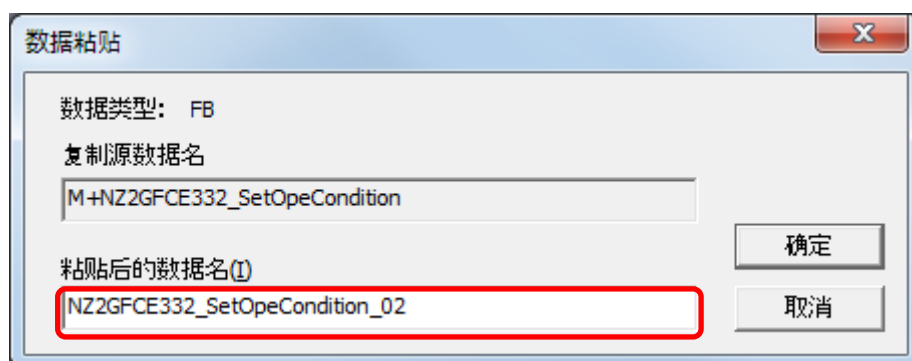 数据粘贴
数据类型: FB
复制源数据名
M+NZ2GFCE332_SetOpeCondition
确定
粘贴后的数据名(I)
NZ2GFCE332_SetOpeCondition_02
取消